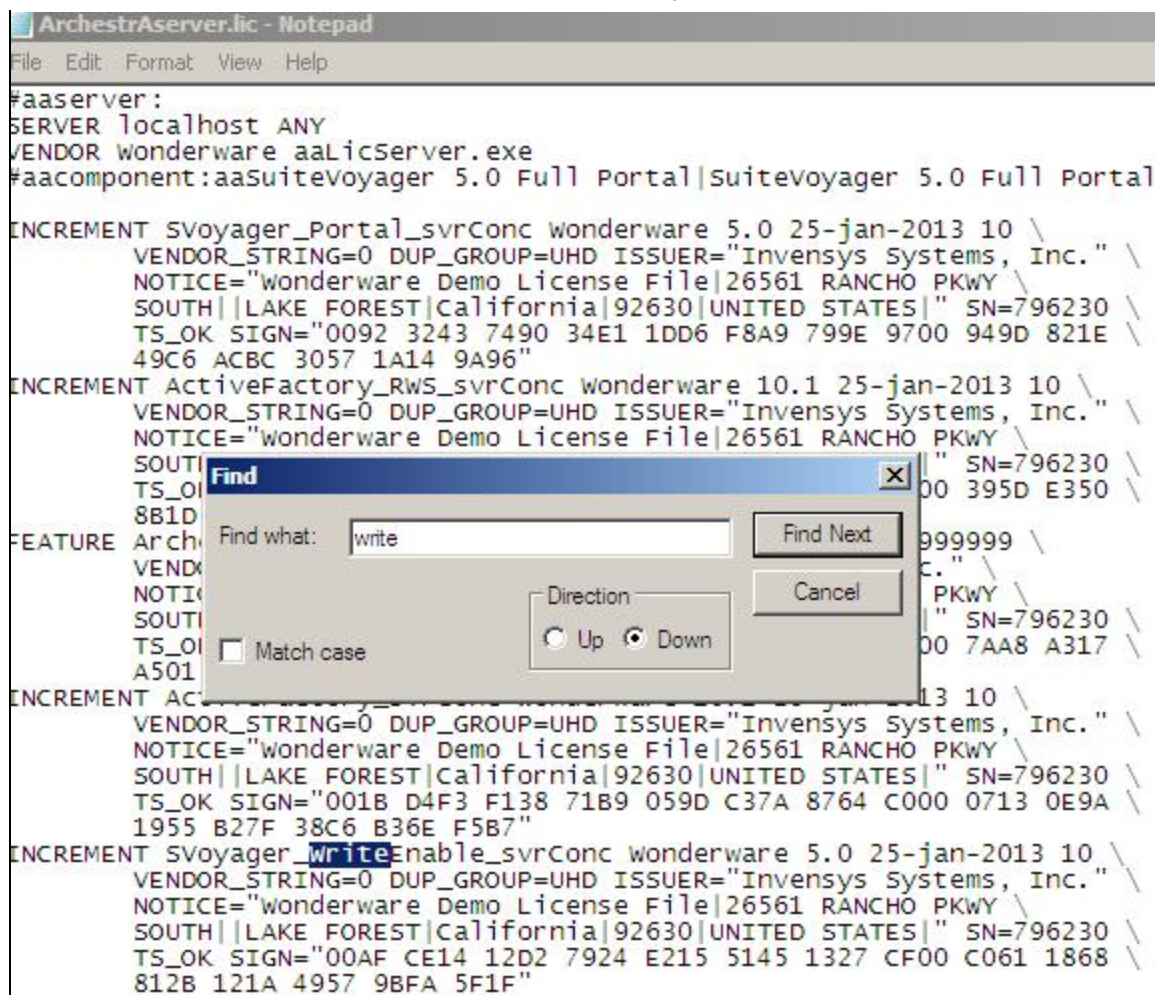 ArchestrAserver.lic - Notepad
File Edit Format View Help
#aaserver:
SERVER localhost ANY
VENDOR Wonderware aaLicServer.exe
#aacomponent:aaSuiteVoyager 5.0 Full Portal|SuiteVoyager 5.0 Full Portal
INCREMENT SVoyager_Portal_svrConc Wonderware 5.0 25-jan-2013 10 \
VENDOR_STRING=0 DUP_GROUP=UHD ISSUER="Invensys Systems, Inc." \
NOTICE="Wonderware Demo License File|26561 RANCHO PKWY \
SOUTH||LAKE FOREST|California|92630|UNITED STATES|" SN=796230 \
TS_OK SIGN="0092 3243 7490 34E1 1DD6 F8A9 799E 9700 949D 821E \
49C6 ACBC 3057 1A14 9A96"
INCREMENT ActiveFactory_RWS_svrConc Wonderware 10.1 25-jan-2013 10 \
VENDOR_STRING=0 DUP_GROUP=UHD ISSUER="Invensys Systems, Inc." \
NOTICE="Wonderware Demo License File|26561 RANCHO PKWY \
SOUT |" SN=796230 \
TS_O 00 395D E350 \
8B1D
FEATURE Arch 999999 \
VEND c." \
NOTI PKWY \
SOUT |" SN=796230 \
TS_O 00 7AA8 A317 \
A501
Find
Find what: write Find Next
Direction Cancel
Match case Up Down
INCREMENT Ac 13 10 \
VENDOR_STRING=0 DUP_GROUP=UHD ISSUER="Invensys Systems, Inc." \
NOTICE="Wonderware Demo License File|26561 RANCHO PKWY \
SOUTH||LAKE FOREST|California|92630|UNITED STATES|" SN=796230 \
TS_OK SIGN="001B D4F3 F138 71B9 059D C37A 8764 C000 0713 0E9A \
1955 B27F 38C6 B36E F5B7"
INCREMENT SVoyager_WriteEnable_svrConc Wonderware 5.0 25-jan-2013 10 \
VENDOR_STRING=0 DUP_GROUP=UHD ISSUER="Invensys Systems, Inc." \
NOTICE="Wonderware Demo License File|26561 RANCHO PKWY \
SOUTH||LAKE FOREST|California|92630|UNITED STATES|" SN=796230 \
TS_OK SIGN="00AF CE14 12D2 7924 E215 5145 1327 CF00 C061 1868 \
812B 121A 4957 9BFA 5F1F"